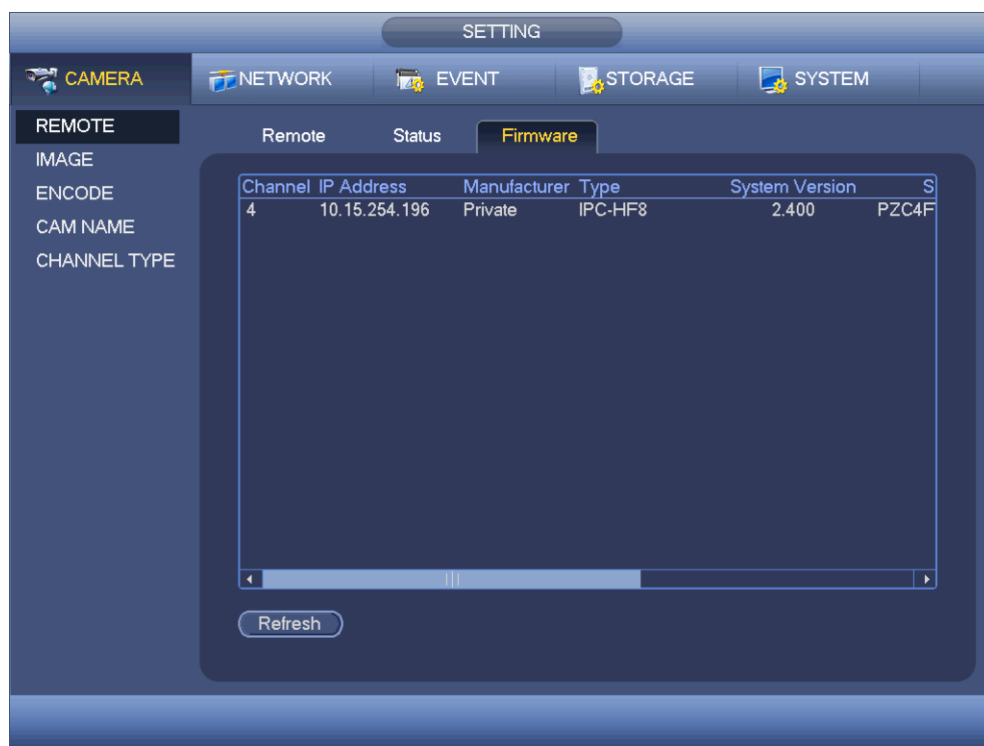 SETTING
CAMERA NETWORK EVENT STORAGE SYSTEM
REMOTE
IMAGE
ENCODE
CAM NAME
CHANNEL TYPE
Remote Status Firmware
Channel IP Address Manufacturer Type System Version S
4 10.15.254.196 Private IPC-HF8 2.400 PZC4F
Refresh